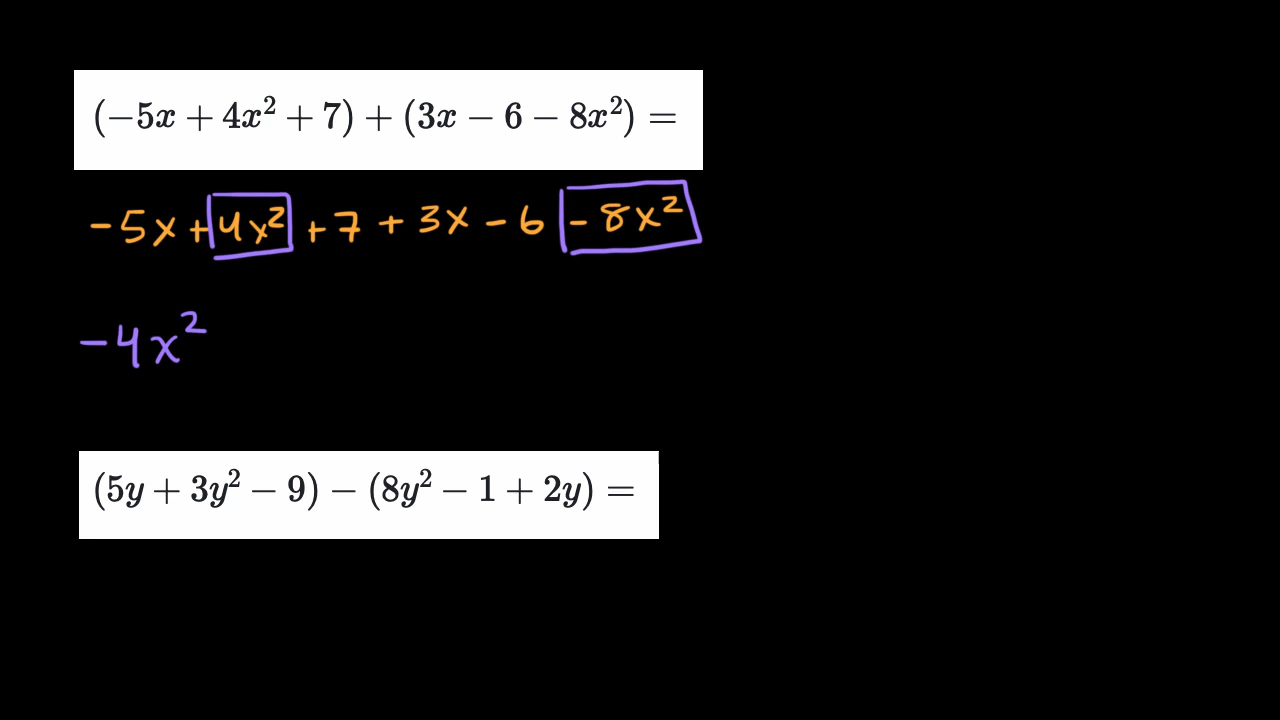 (−5x + 4x² + 7) + (3x − 6 − 8x²) =
-5x + 4x² + 7 + 3x - 6 - 8x²
-4x²
(5y + 3y² − 9) − (8y² − 1 + 2y) =